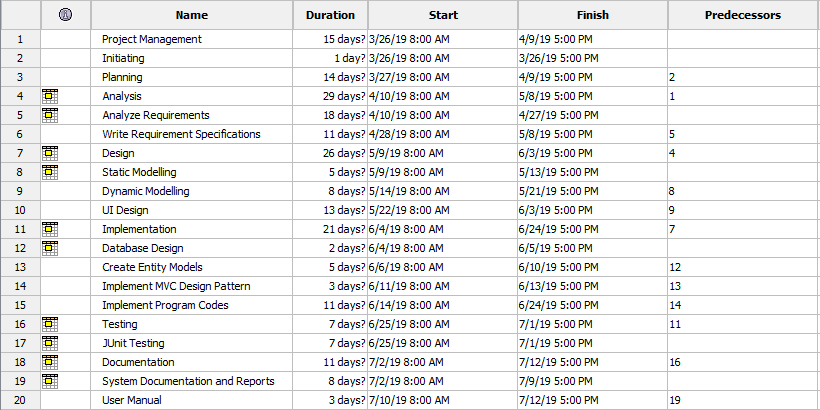 Name Duration Start Finish Predecessors
1 Project Management 15 days? 3/26/19 8:00 AM 4/9/19 5:00 PM
2 Initiating 1 day? 3/26/19 8:00 AM 3/26/19 5:00 PM
3 Planning 14 days? 3/27/19 8:00 AM 4/9/19 5:00 PM 2
4 Analysis 29 days? 4/10/19 8:00 AM 5/8/19 5:00 PM 1
5 Analyze Requirements 18 days? 4/10/19 8:00 AM 4/27/19 5:00 PM
6 Write Requirement Specifications 11 days? 4/28/19 8:00 AM 5/8/19 5:00 PM 5
7 Design 26 days? 5/9/19 8:00 AM 6/3/19 5:00 PM 4
8 Static Modelling 5 days? 5/9/19 8:00 AM 5/13/19 5:00 PM
9 Dynamic Modelling 8 days? 5/14/19 8:00 AM 5/21/19 5:00 PM 8
10 UI Design 13 days? 5/22/19 8:00 AM 6/3/19 5:00 PM 9
11 Implementation 21 days? 6/4/19 8:00 AM 6/24/19 5:00 PM 7
12 Database Design 2 days? 6/4/19 8:00 AM 6/5/19 5:00 PM
13 Create Entity Models 5 days? 6/6/19 8:00 AM 6/10/19 5:00 PM 12
14 Implement MVC Design Pattern 3 days? 6/11/19 8:00 AM 6/13/19 5:00 PM 13
15 Implement Program Codes 11 days? 6/14/19 8:00 AM 6/24/19 5:00 PM 14
16 Testing 7 days? 6/25/19 8:00 AM 7/1/19 5:00 PM 11
17 JUnit Testing 7 days? 6/25/19 8:00 AM 7/1/19 5:00 PM
18 Documentation 11 days? 7/2/19 8:00 AM 7/12/19 5:00 PM 16
19 System Documentation and Reports 8 days? 7/2/19 8:00 AM 7/9/19 5:00 PM
20 User Manual 3 days? 7/10/19 8:00 AM 7/12/19 5:00 PM 19